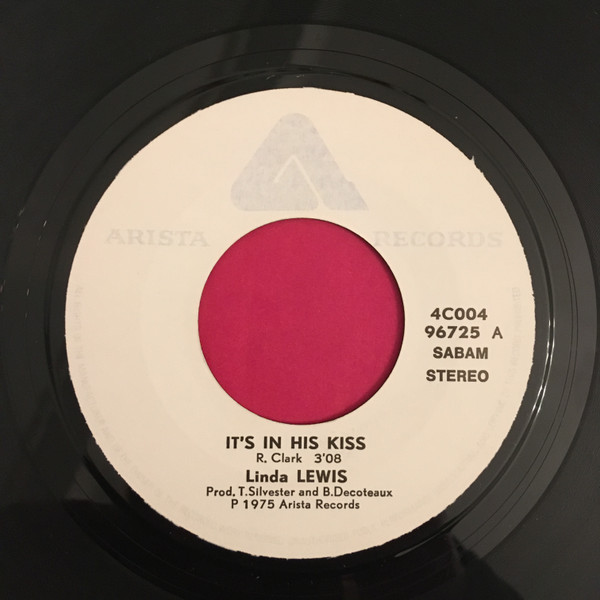 ARISTA RECORDS
4C004
96725 A
SABAM
STEREO
IT'S IN HIS KISS
R. Clark 3'08
Linda LEWIS
Prod. T.Silvester and B.Decoteaux
P 1975 Arista Records